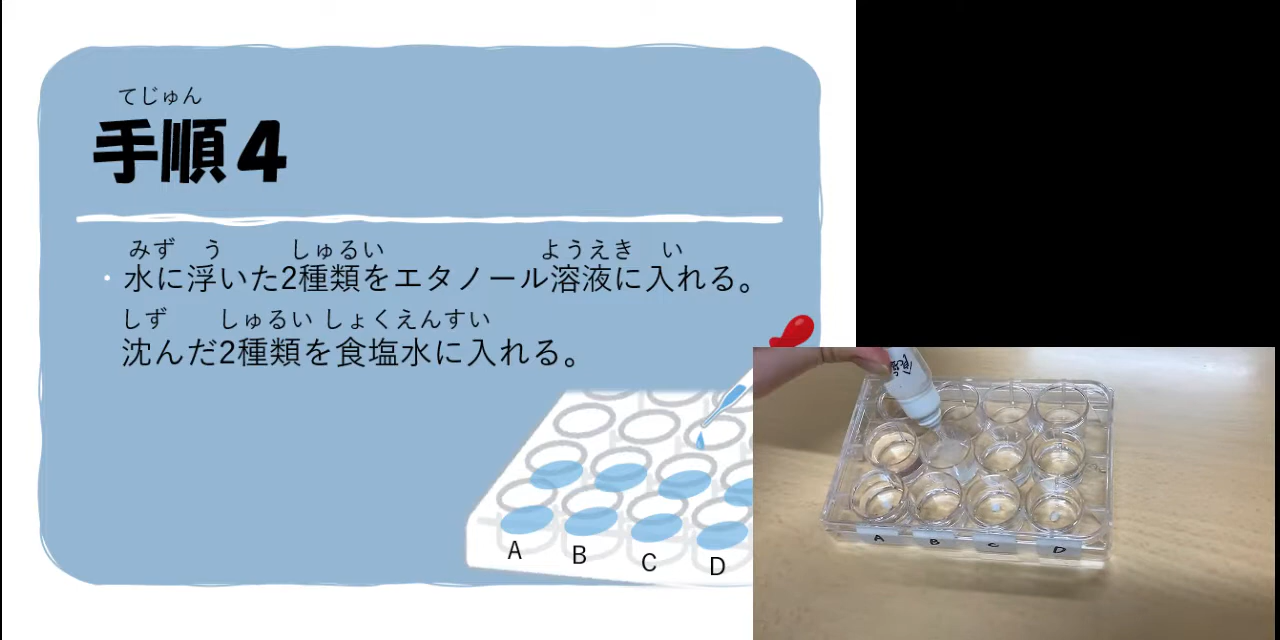 てじゅん
手順4
みず う しゅるい ようえき い
・水に浮いた2種類をエタノール溶液に入れる。
しず しゅるい しょくえんすい
沈んだ2種類を食塩水に入れる。
A B C D
A B C D